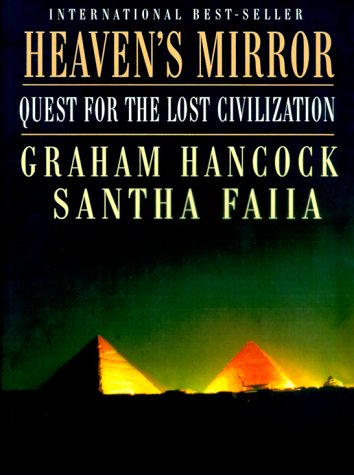 INTERNATIONAL BEST-SELLER
HEAVEN'S MIRROR
QUEST FOR THE LOST CIVILIZATION
GRAHAM HANCOCK
SANTHA FAIIA